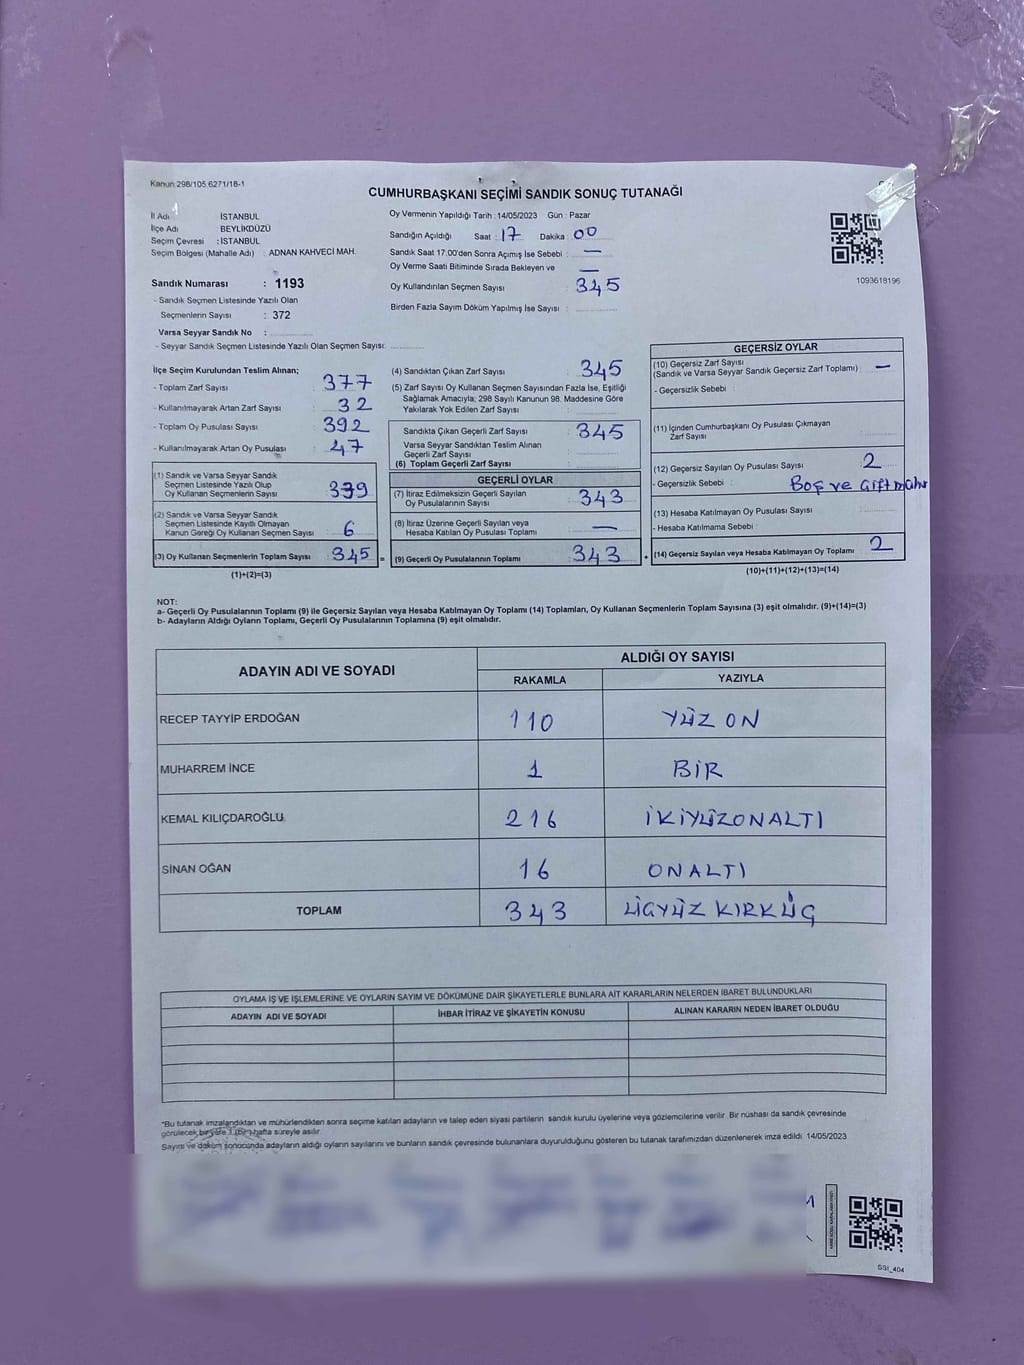 Kanun 298/105.6271/18-1
CUMHURBAŞKANI SEÇİMİ SANDIK SONUÇ TUTANAĞI
İl Adı : İSTANBUL
İlçe Adı : BEYLİKDÜZÜ
Seçim Çevresi : İSTANBUL
Seçim Bölgesi (Mahalle Adı) : ADNAN KAHVECİ MAH.
Sandık Numarası : 1193
- Sandık Seçmen Listesinde Yazılı Olan
Seçmenlerin Sayısı : 372
Varsa Seyyar Sandık No :
- Seyyar Sandık Seçmen Listesinde Yazılı Olan Seçmen Sayısı:
Oy Vermenin Yapıldığı Tarih : 14/05/2023 Gün : Pazar
Sandığın Açıldığı Saat : 17 Dakika : 00
Sandık Saat 17:00'den Sonra Açımış İse Sebebi : —
Oy Verme Saati Bitiminde Sırada Bekleyen ve —
Oy Kullandırılan Seçmen Sayısı : 345
Birden Fazla Sayım Döküm Yapılmış İse Sayısı :
1093618196
İlçe Seçim Kurulundan Teslim Alınan;
- Toplam Zarf Sayısı : 377
- Kullanılmayarak Artan Zarf Sayısı : 32
- Toplam Oy Pusulası Sayısı : 392
- Kullanılmayarak Artan Oy Pusulası : 47
(1) Sandık ve Varsa Seyyar Sandık
Seçmen Listesinde Yazılı Olup
Oy Kullanan Seçmenlerin Sayısı : 339
(2) Sandık ve Varsa Seyyar Sandık
Seçmen Listesinde Kayıtlı Olmayan
Kanun Gereği Oy Kullanan Seçmen Sayısı : 6
(3) Oy Kullanan Seçmenlerin Toplam Sayısı : 345 =
(1)+(2)=(3)
(4) Sandıktan Çıkan Zarf Sayısı : 345
(5) Zarf Sayısı Oy Kullanan Seçmen Sayısından Fazla İse, Eşitliği
Sağlamak Amacıyla; 298 Sayılı Kanunun 98. Maddesine Göre
Yakılarak Yok Edilen Zarf Sayısı :
Sandıkta Çıkan Geçerli Zarf Sayısı : 345
Varsa Seyyar Sandıktan Teslim Alınan
Geçerli Zarf Sayısı :
(6) Toplam Geçerli Zarf Sayısı :
GEÇERLİ OYLAR
(7) İtiraz Edilmeksizin Geçerli Sayılan
Oy Pusulalarının Sayısı : 343
(8) İtiraz Üzerine Geçerli Sayılan veya
Hesaba Katılan Oy Pusulası Toplamı : —
(9) Geçerli Oy Pusulalarının Toplamı : 343 +
GEÇERSİZ OYLAR
(10) Geçersiz Zarf Sayısı
(Sandık ve Varsa Seyyar Sandık Geçersiz Zarf Toplamı) : —
- Geçersizlik Sebebi :
(11) İçinden Cumhurbaşkanı Oy Pusulası Çıkmayan
Zarf Sayısı
(12) Geçersiz Sayılan Oy Pusulası Sayısı : 2
- Geçersizlik Sebebi : Boş ve Çift mühür
(13) Hesaba Katılmayan Oy Pusulası Sayısı :
- Hesaba Katılmama Sebebi :
(14) Geçersiz Sayılan veya Hesaba Katılmayan Oy Toplamı : 2
(10)+(11)+(12)+(13)=(14)
NOT:
a- Geçerli Oy Pusulalarının Toplamı (9) ile Geçersiz Sayılan veya Hesaba Katılmayan Oy Toplamı (14) Toplamları, Oy Kullanan Seçmenlerin Toplam Sayısına (3) eşit olmalıdır. (9)+(14)=(3)
b- Adayların Aldığı Oyların Toplamı, Geçerli Oy Pusulalarının Toplamına (9) eşit olmalıdır.
ADAYIN ADI VE SOYADI ALDIĞI OY SAYISI
RAKAMLA YAZIYLA
RECEP TAYYİP ERDOĞAN 110 YÜZ ON
MUHARREM İNCE 1 BİR
KEMAL KILIÇDAROĞLU 216 İKİYÜZONALTI
SİNAN OĞAN 16 ONALTI
TOPLAM 343 ÜÇYÜZ KIRKÜÇ
OYLAMA İŞ VE İŞLEMLERİNE VE OYLARIN SAYIM VE DÖKÜMÜNE DAİR ŞİKAYETLERLE BUNLARA AİT KARARLARIN NELERDEN İBARET BULUNDUKLARI
ADAYIN ADI VE SOYADI İHBAR İTİRAZ VE ŞİKAYETİN KONUSU ALINAN KARARIN NEDEN İBARET OLDUĞU
*Bu tutanak imzalandıktan ve mühürlendikten sonra seçime katılan adayların ve talep eden siyasi partilerin sandık kurulu üyelerine veya gözlemcilerine verilir. Bir nüshası da sandık çevresinde
görülecek bir yere 1 (bir) hafta süreyle asılır.
Sayım ve döküm sonucunda adayların aldığı oyların sayılarını ve bunların sandık çevresinde bulunanlara duyurulduğunu gösteren bu tutanak tarafımızdan düzenlenerek imza edildi. 14/05/2023
SSI_404